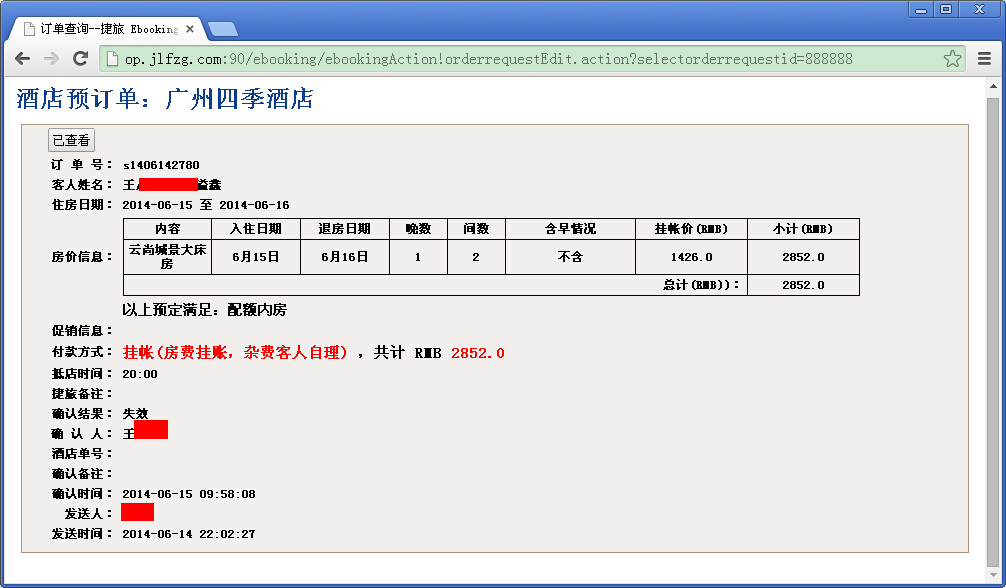 订单查询--捷旅 Ebooking
op.jlfzg.com:90/ebooking/ebookingAction!orderrequestEdit.action?selectorderrequestid=888888
酒店预订单：广州四季酒店
已查看
订 单 号： s1406142780
客人姓名： 王 溢鑫
住房日期： 2014-06-15 至 2014-06-16
内容 入住日期 退房日期 晚数 间数 含早情况 挂帐价(RMB) 小计(RMB)
房价信息： 云尚城景大床房 6月15日 6月16日 1 2 不含 1426.0 2852.0
总计(RMB))： 2852.0
以上预定满足：配额内房
促销信息：
付款方式： 挂帐(房费挂账，杂费客人自理) ，共计 RMB 2852.0
抵店时间： 20:00
捷旅备注：
确认结果： 失效
确 认 人： 王
酒店单号：
确认备注：
确认时间： 2014-06-15 09:58:08
发送人：
发送时间： 2014-06-14 22:02:27